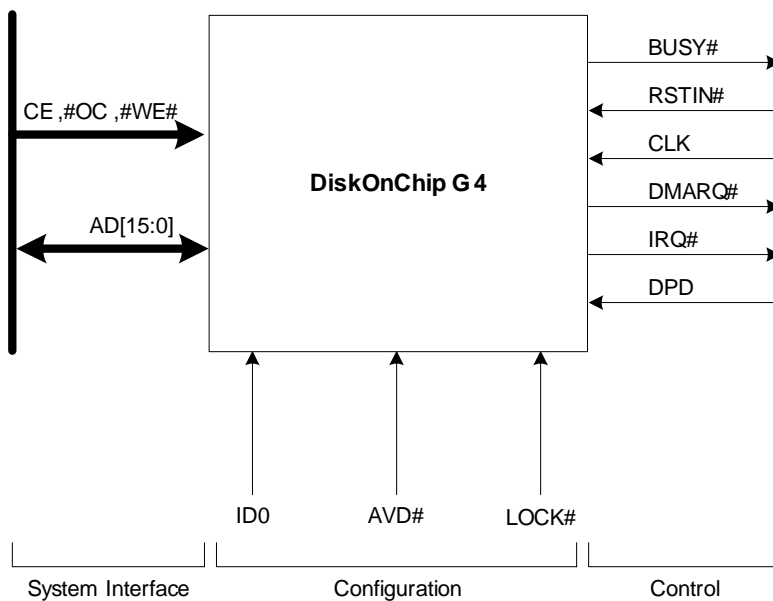 BUSY#
RSTIN#
CE ,#OC ,#WE#
CLK
DiskOnChip G4
DMARQ#
AD[15:0]
IRQ#
DPD
ID0 AVD# LOCK#
System Interface Configuration Control